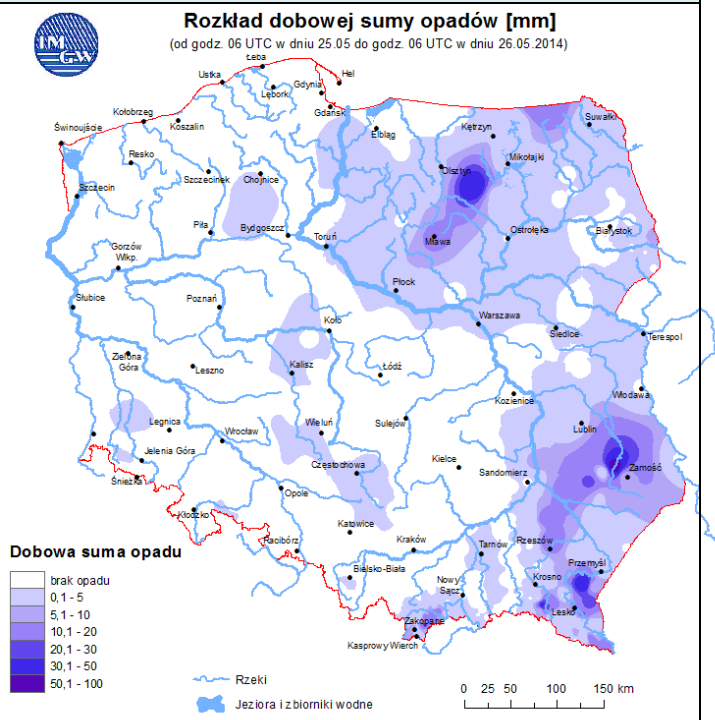 Rozkład dobowej sumy opadów [mm]
(od godz. 06 UTC w dniu 25.05 do godz. 06 UTC w dniu 26.05.2014)
IM
GW
Łeba
Ustka
Hel
Lębork
Gdynia
Gdańsk
Kołobrzeg
Koszalin
Elbląg
Kętrzyn
Suwałki
Świnoujście
Resko
Mikołajki
Olsztyn
Szczecinek
Chojnice
Szczecin
Piła
Bydgoszcz
Toruń
Mława
Ostrołęka
Białystok
Gorzów
Wlkp.
Płock
Słubice
Poznań
Koło
Warszawa
Siedlce
Terespol
Zielona
Góra
Leszno
Kalisz
Łódź
Kozienice
Włodawa
Legnica
Wrocław
Wieluń
Sulejów
Lublin
Jelenia Góra
Częstochowa
Kielce
Sandomierz
Zamość
Śnieżka
Opole
Kłodzko
Katowice
Racibórz
Kraków
Tarnów
Rzeszów
Przemyśl
Bielsko-Biała
Nowy
Sącz
Krosno
Lesko
Zakopane
Kasprowy Wierch
Dobowa suma opadu
brak opadu
0,1 - 5
5,1 - 10
10,1 - 20
20,1 - 30
30,1 - 50
50,1 - 100
Rzeki
Jeziora i zbiorniki wodne
0 25 50 100 150 km